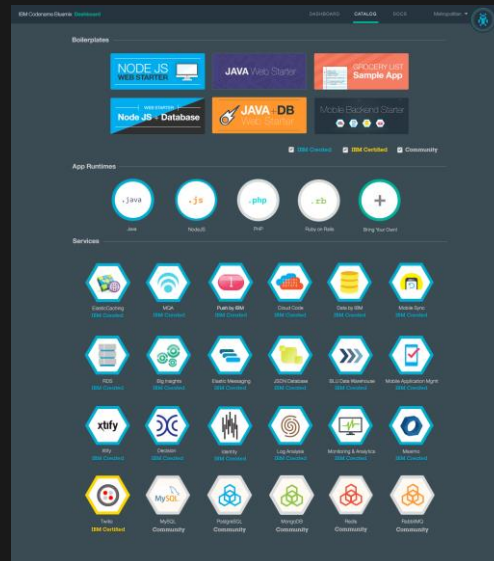 IBM Codename: BlueMix Dashboard
DASHBOARD CATALOG DOCS
Boilerplates
NODE JS
WEB STARTER
JAVA Web Starter
GROCERY LIST
Sample App
WEB STARTER
Node JS + Database
JAVA+DB
Web Starter
Mobile Backend Starter
IBM Created IBM Certified Community
App Runtimes
.java .js .php .rb +
Java NodeJS PHP Ruby on Rails Bring Your Own!
Services
ElasticCaching MQA Push by IBM Cloud Code Data by IBM Mobile Sync
IBM Created IBM Created IBM Created IBM Created IBM Created IBM Created
Big Insights Elastic Messaging JSON Database BLU Data Warehouse Mobile Application Mgmt
IBM Created IBM Created IBM Created IBM Created IBM Created IBM Created
xtify
Xtify Decision Identity Log Analysis Monitoring & Analytics
IBM Created IBM Created IBM Created IBM Created IBM Created IBM Created
MySQL
Twilio MySQL PostgreSQL MongoDB Redis RabbitMQ
IBM Certified Community Community Community Community Community